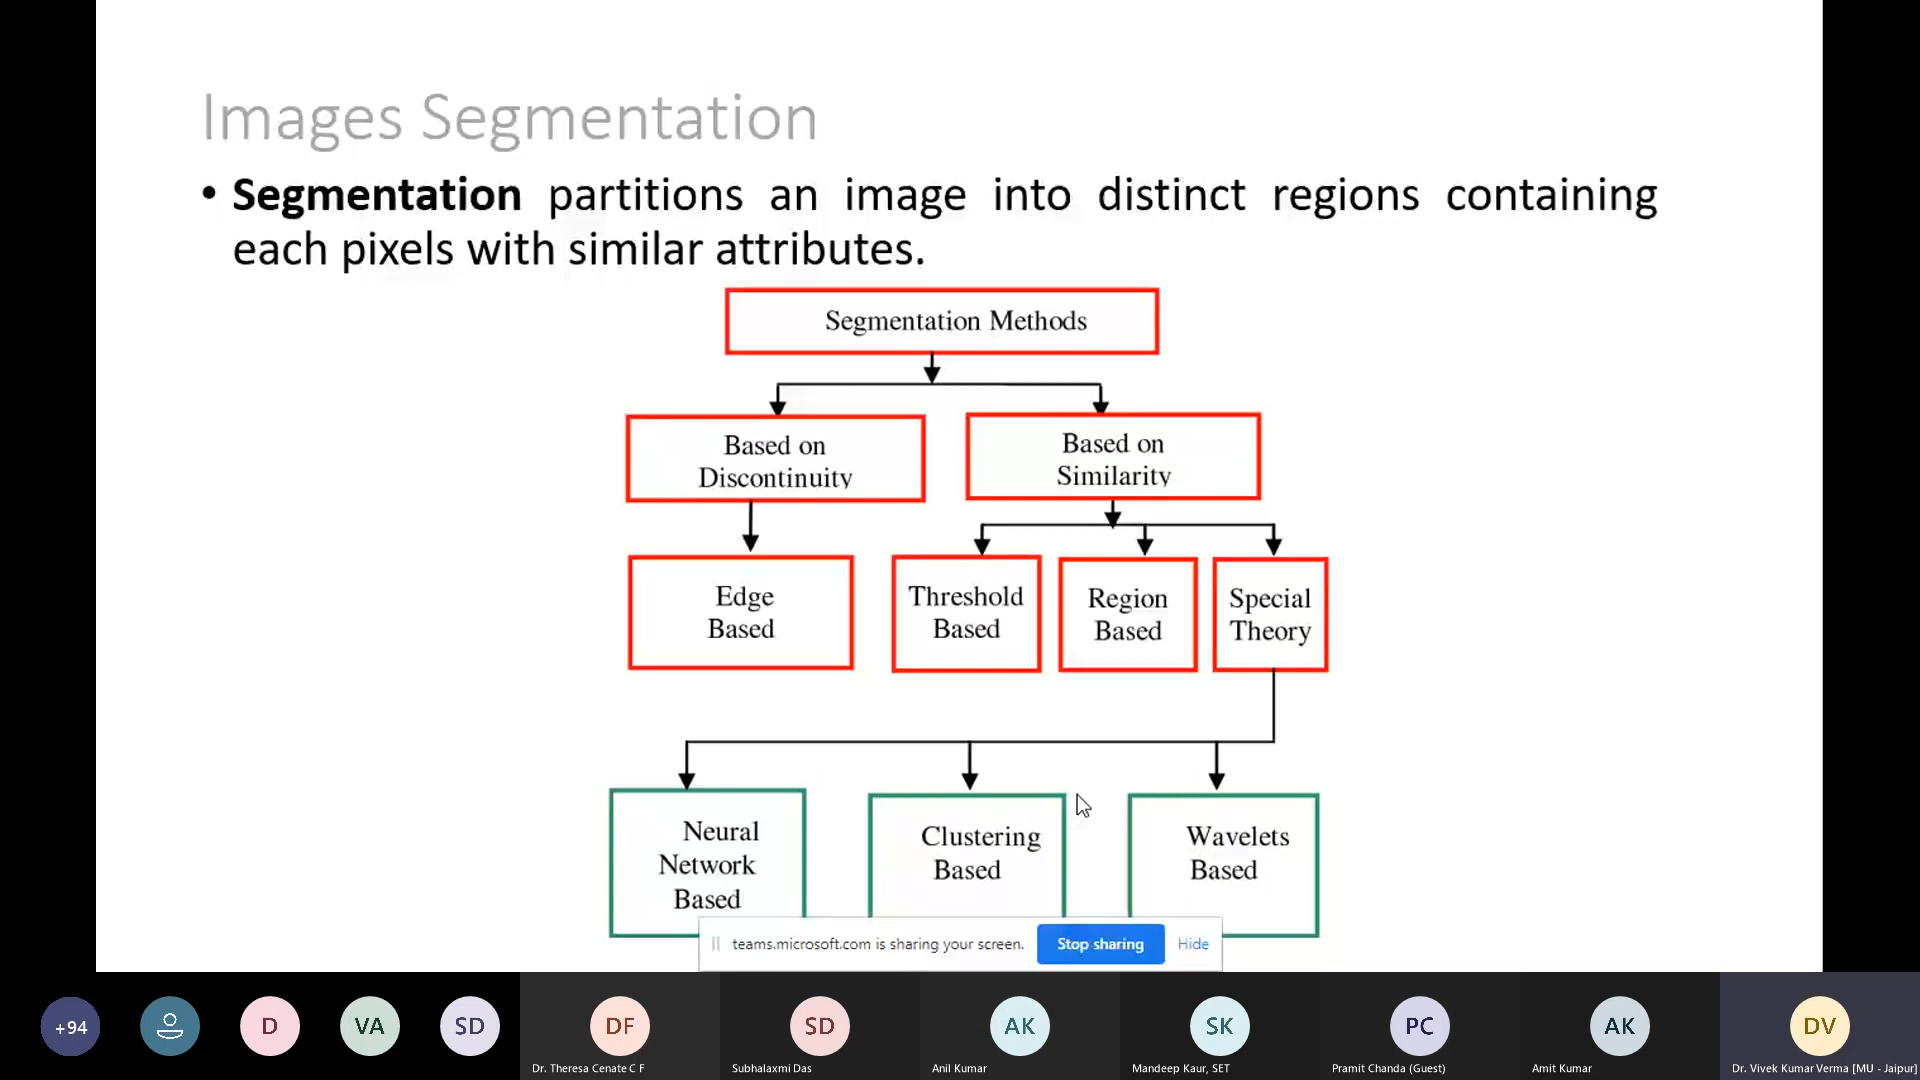 Images Segmentation
• Segmentation partitions an image into distinct regions containing
each pixels with similar attributes.
Segmentation Methods
Based on
Discontinuity
Based on
Similarity
Edge
Based
Threshold
Based
Region
Based
Special
Theory
Neural
Network
Based
Clustering
Based
Wavelets
Based
teams.microsoft.com is sharing your screen.
Stop sharing
Hide
+94
D
VA
SD
DF
Dr. Theresa Cenate C F
SD
Subhalaxmi Das
AK
Anil Kumar
SK
Mandeep Kaur, SET
PC
Pramit Chanda (Guest)
AK
Amit Kumar
DV
Dr. Vivek Kumar Verma [MU - Jaipur]